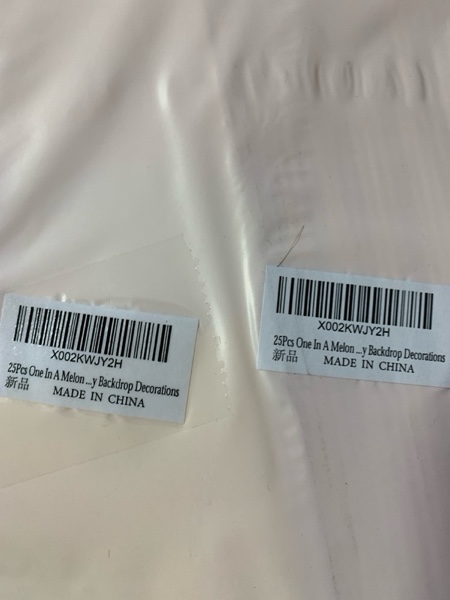 X002KWJY2H
25Pcs One In A Melon ...y Backdrop Decorations
新品 MADE IN CHINA
X002KWJY2H
25Pcs One In A Melon ...y Backdrop Decorations
新品 MADE IN CHINA